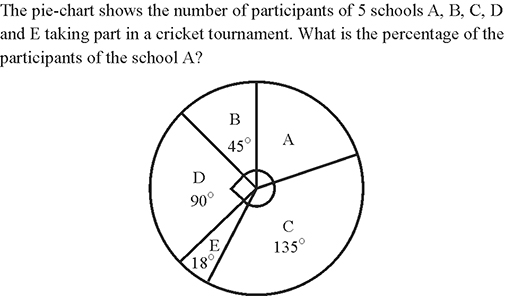 The pie-chart shows the number of participants of 5 schools A, B, C, D
and E taking part in a cricket tournament. What is the percentage of the
participants of the school A?
B
45°
A
D
90°
C
135°
E
18°